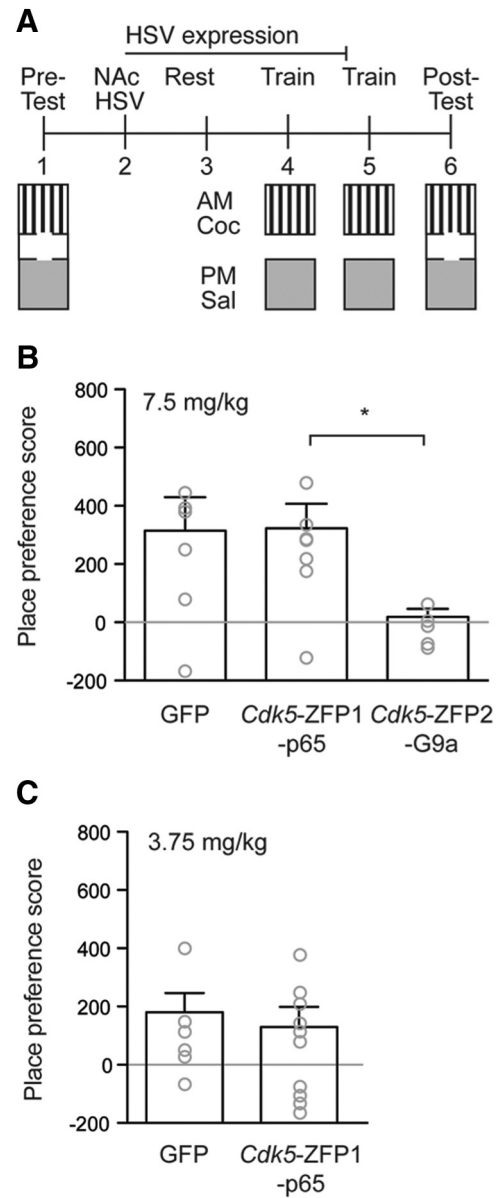 A
HSV expression
Pre-
Test
NAc
HSV
Rest
Train
Train
Post-
Test
1 2 3 4 5 6
AM
Coc
PM
Sal
B
7.5 mg/kg
*
Place preference score
800
600
400
200
0
-200
GFP
Cdk5-ZFP1
-p65
Cdk5-ZFP2
-G9a
C
3.75 mg/kg
Place preference score
800
600
400
200
0
-200
GFP
Cdk5-ZFP1
-p65